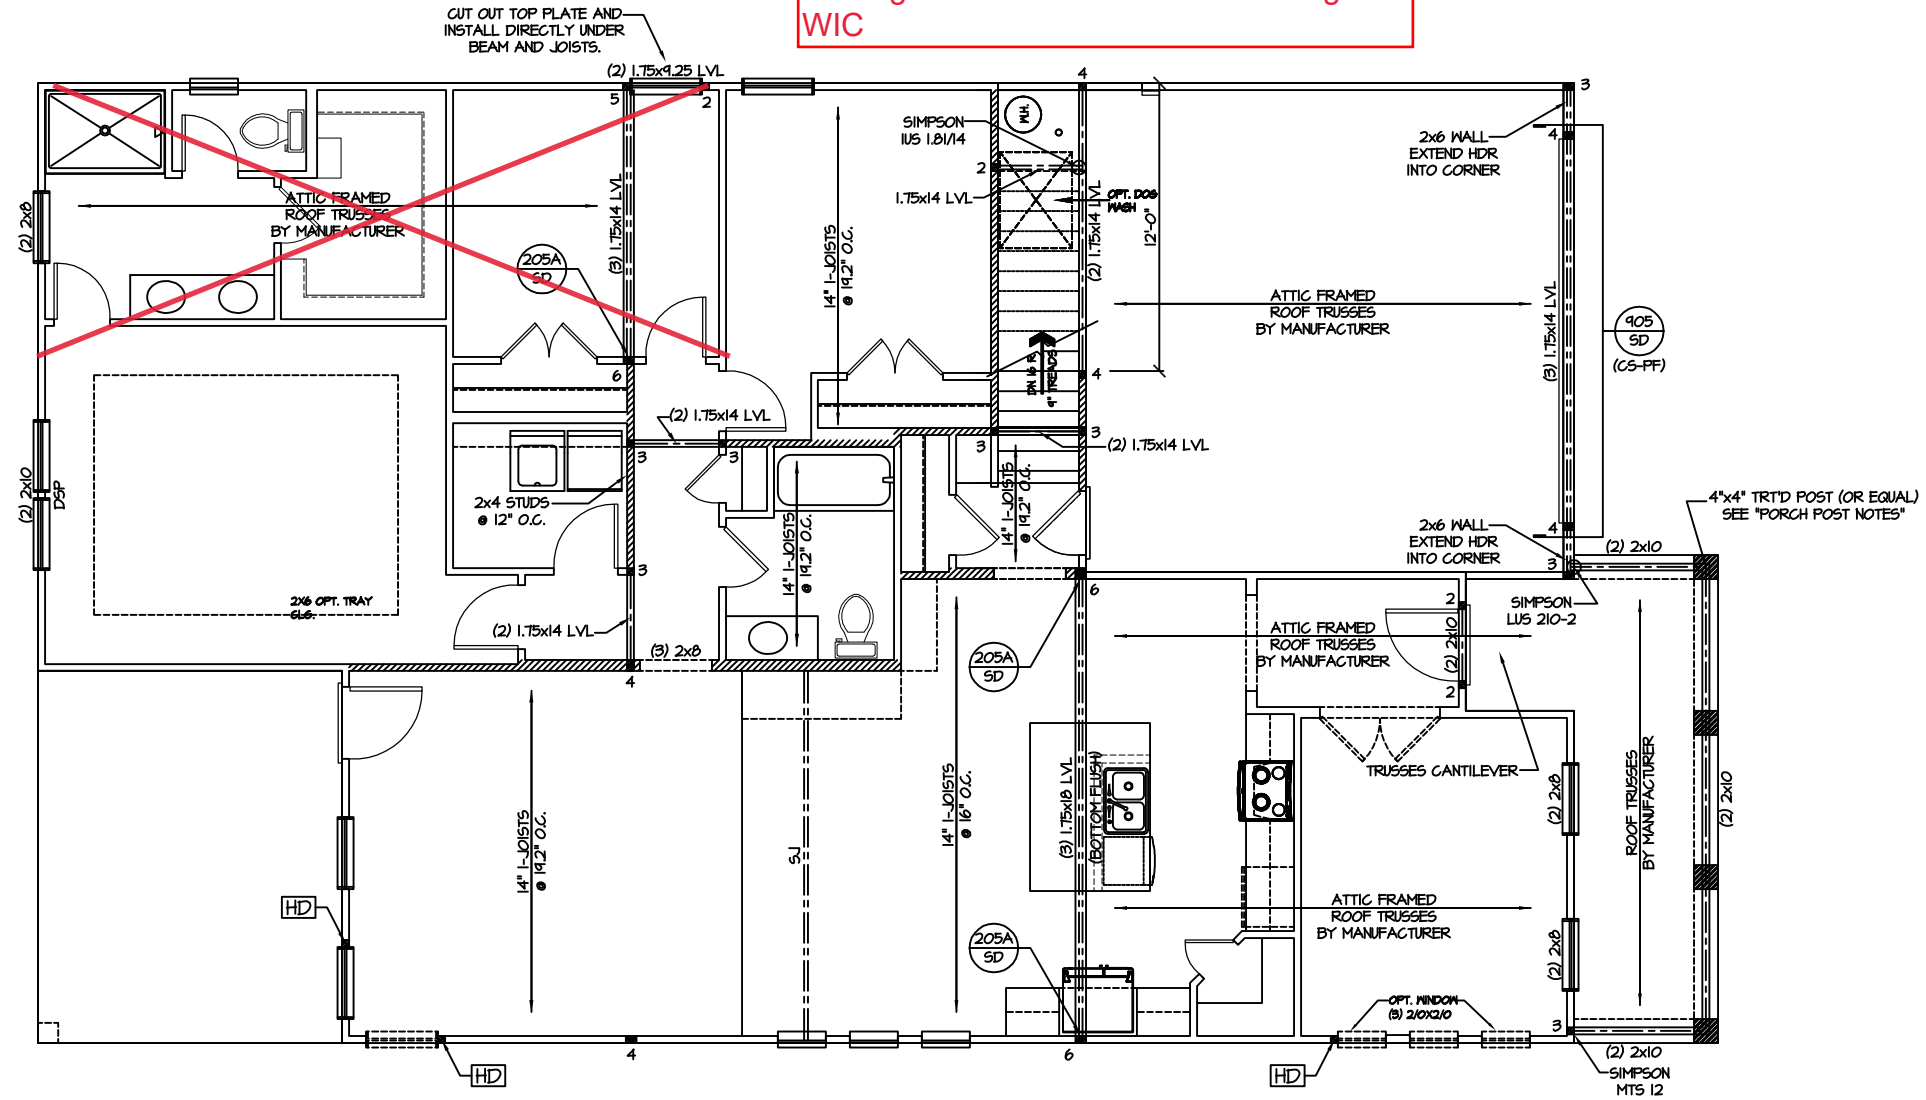 WIC
CUT OUT TOP PLATE AND
INSTALL DIRECTLY UNDER
BEAM AND JOISTS.
(2) 1.75x9.25 LVL
5
2
4
3
W.H.
SIMPSON
IUS 1.81/14
2
1.75x14 LVL
OPT. DOG
WASH
(2) 1.75x14 LVL
12'-0"
2x6 WALL
EXTEND HDR
INTO CORNER
4
ATTIC FRAMED
ROOF TRUSSES
BY MANUFACTURER
(2) 2x8
(3) 1.75x14 LVL
205A
SD
14" I-JOISTS
@ 19.2" O.C.
ATTIC FRAMED
ROOF TRUSSES
BY MANUFACTURER
(3) 1.75x14 LVL
905
SD
(CS-PF)
DN 16 R
9" TREADS
6
4
(2) 1.75x14 LVL
3
3
3
3
(2) 1.75x14 LVL
(2) 2x10
DSP
2x4 STUDS
@ 12" O.C.
14" I-JOISTS
@ 19.2" O.C.
14" I-JOISTS
@ 19.2" O.C.
4"x4" TRT'D POST (OR EQUAL)
SEE "PORCH POST NOTES"
2x6 WALL
EXTEND HDR
INTO CORNER
4
3
(2) 2x10
3
6
2X6 OPT. TRAY
CLG.
(2) 1.75x14 LVL
(3) 2x8
4
205A
SD
ATTIC FRAMED
ROOF TRUSSES
BY MANUFACTURER
2
(2) 2x10
2
SIMPSON
LUS 210-2
TRUSSES CANTILEVER
ROOF TRUSSES
BY MANUFACTURER
(2) 2x10
14" I-JOISTS
@ 19.2" O.C.
SJ
14" I-JOISTS
@ 16" O.C.
(3) 1.75x18 LVL
(BOTTOM FLUSH)
(2) 2x8
HD
205A
SD
ATTIC FRAMED
ROOF TRUSSES
BY MANUFACTURER
(2) 2x8
OPT. WINDOW
(3) 2/0X2/0
3
4
6
(2) 2x10
HD
HD
SIMPSON
MTS 12